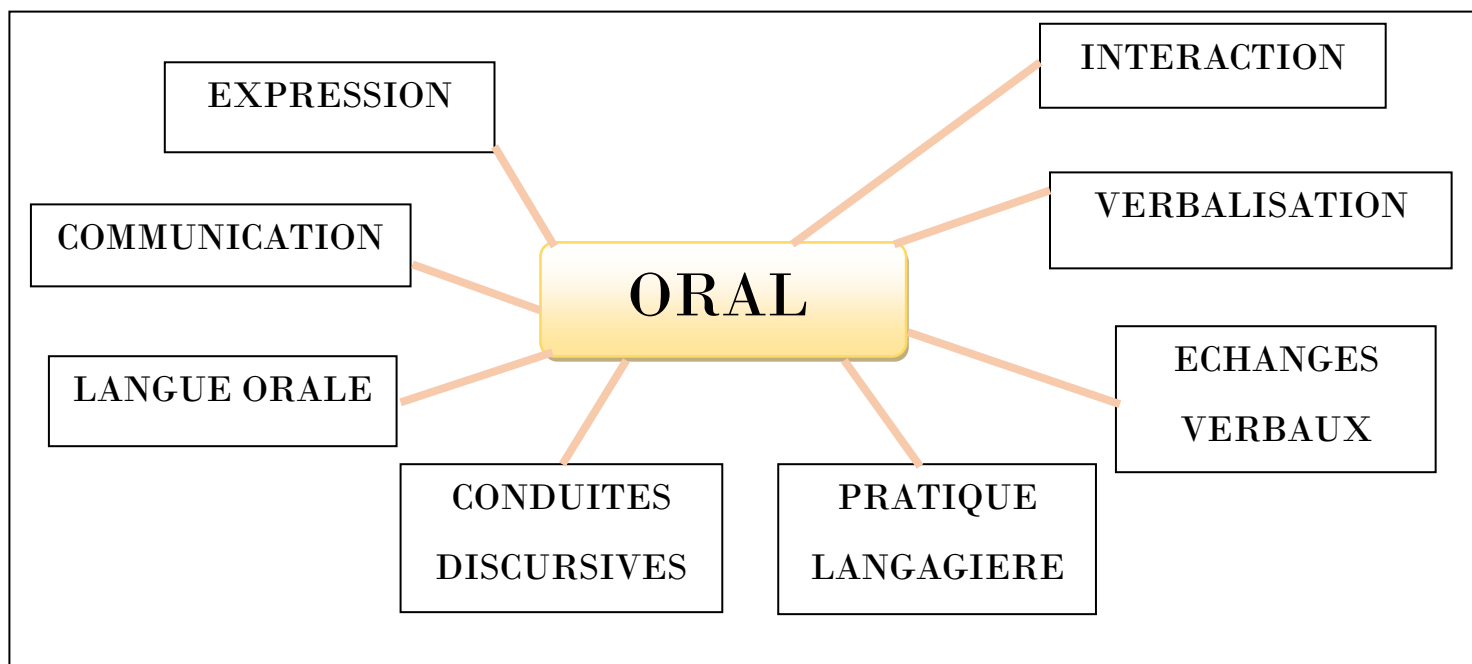 EXPRESSION
INTERACTION
COMMUNICATION
VERBALISATION
ORAL
LANGUE ORALE
ECHANGES
VERBAUX
CONDUITES
DISCURSIVES
PRATIQUE
LANGAGIERE